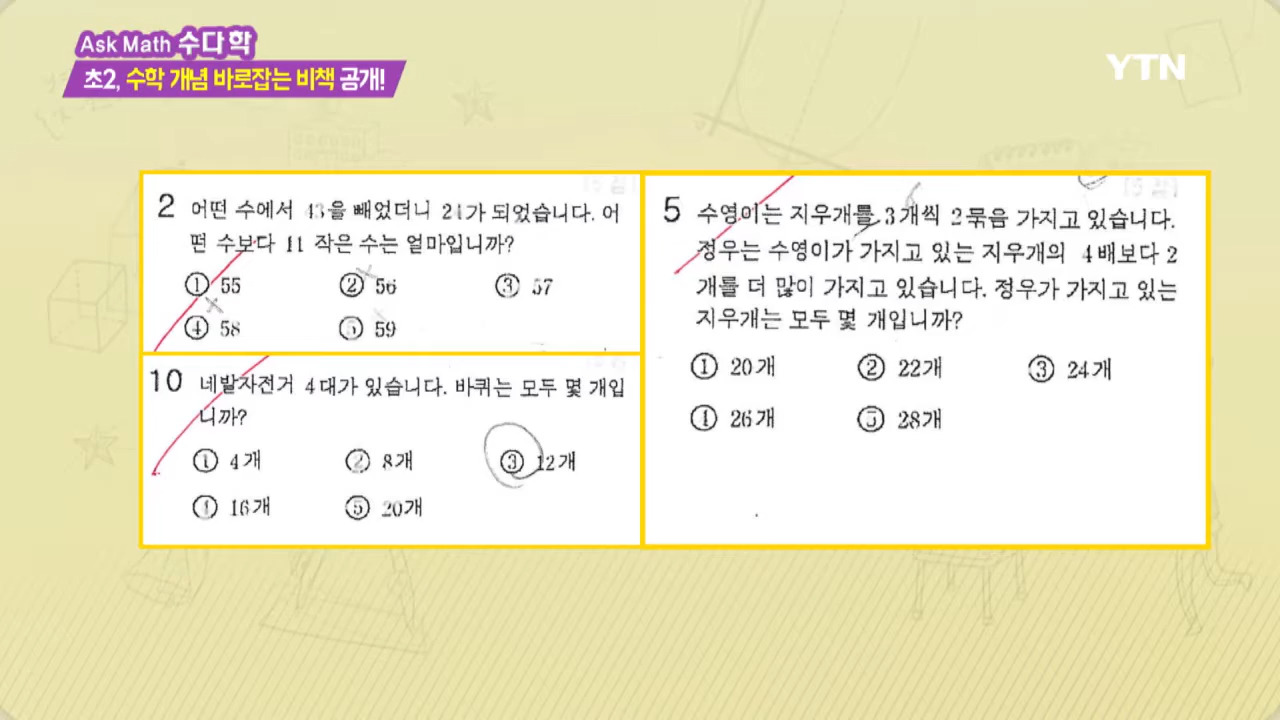 Ask Math 수다학
초2, 수학 개념 바로잡는 비책 공개!
YTN
2 어떤 수에서 43을 빼었더니 24가 되었습니다. 어
떤 수보다 11 작은 수는 얼마입니까?
① 55 ② 56 ③ 57
④ 58 ⑤ 59
10 네발자전거 4대가 있습니다. 바퀴는 모두 몇 개입
니까?
① 4개 ② 8개 ③ 12개
④ 16개 ⑤ 20개
6
5 수영이는 지우개를 3개씩 2묶음 가지고 있습니다.
정우는 수영이가 가지고 있는 지우개의 4배보다 2
개를 더 많이 가지고 있습니다. 정우가 가지고 있는
지우개는 모두 몇 개입니까?
① 20개 ② 22개 ③ 24개
④ 26개 ⑤ 28개